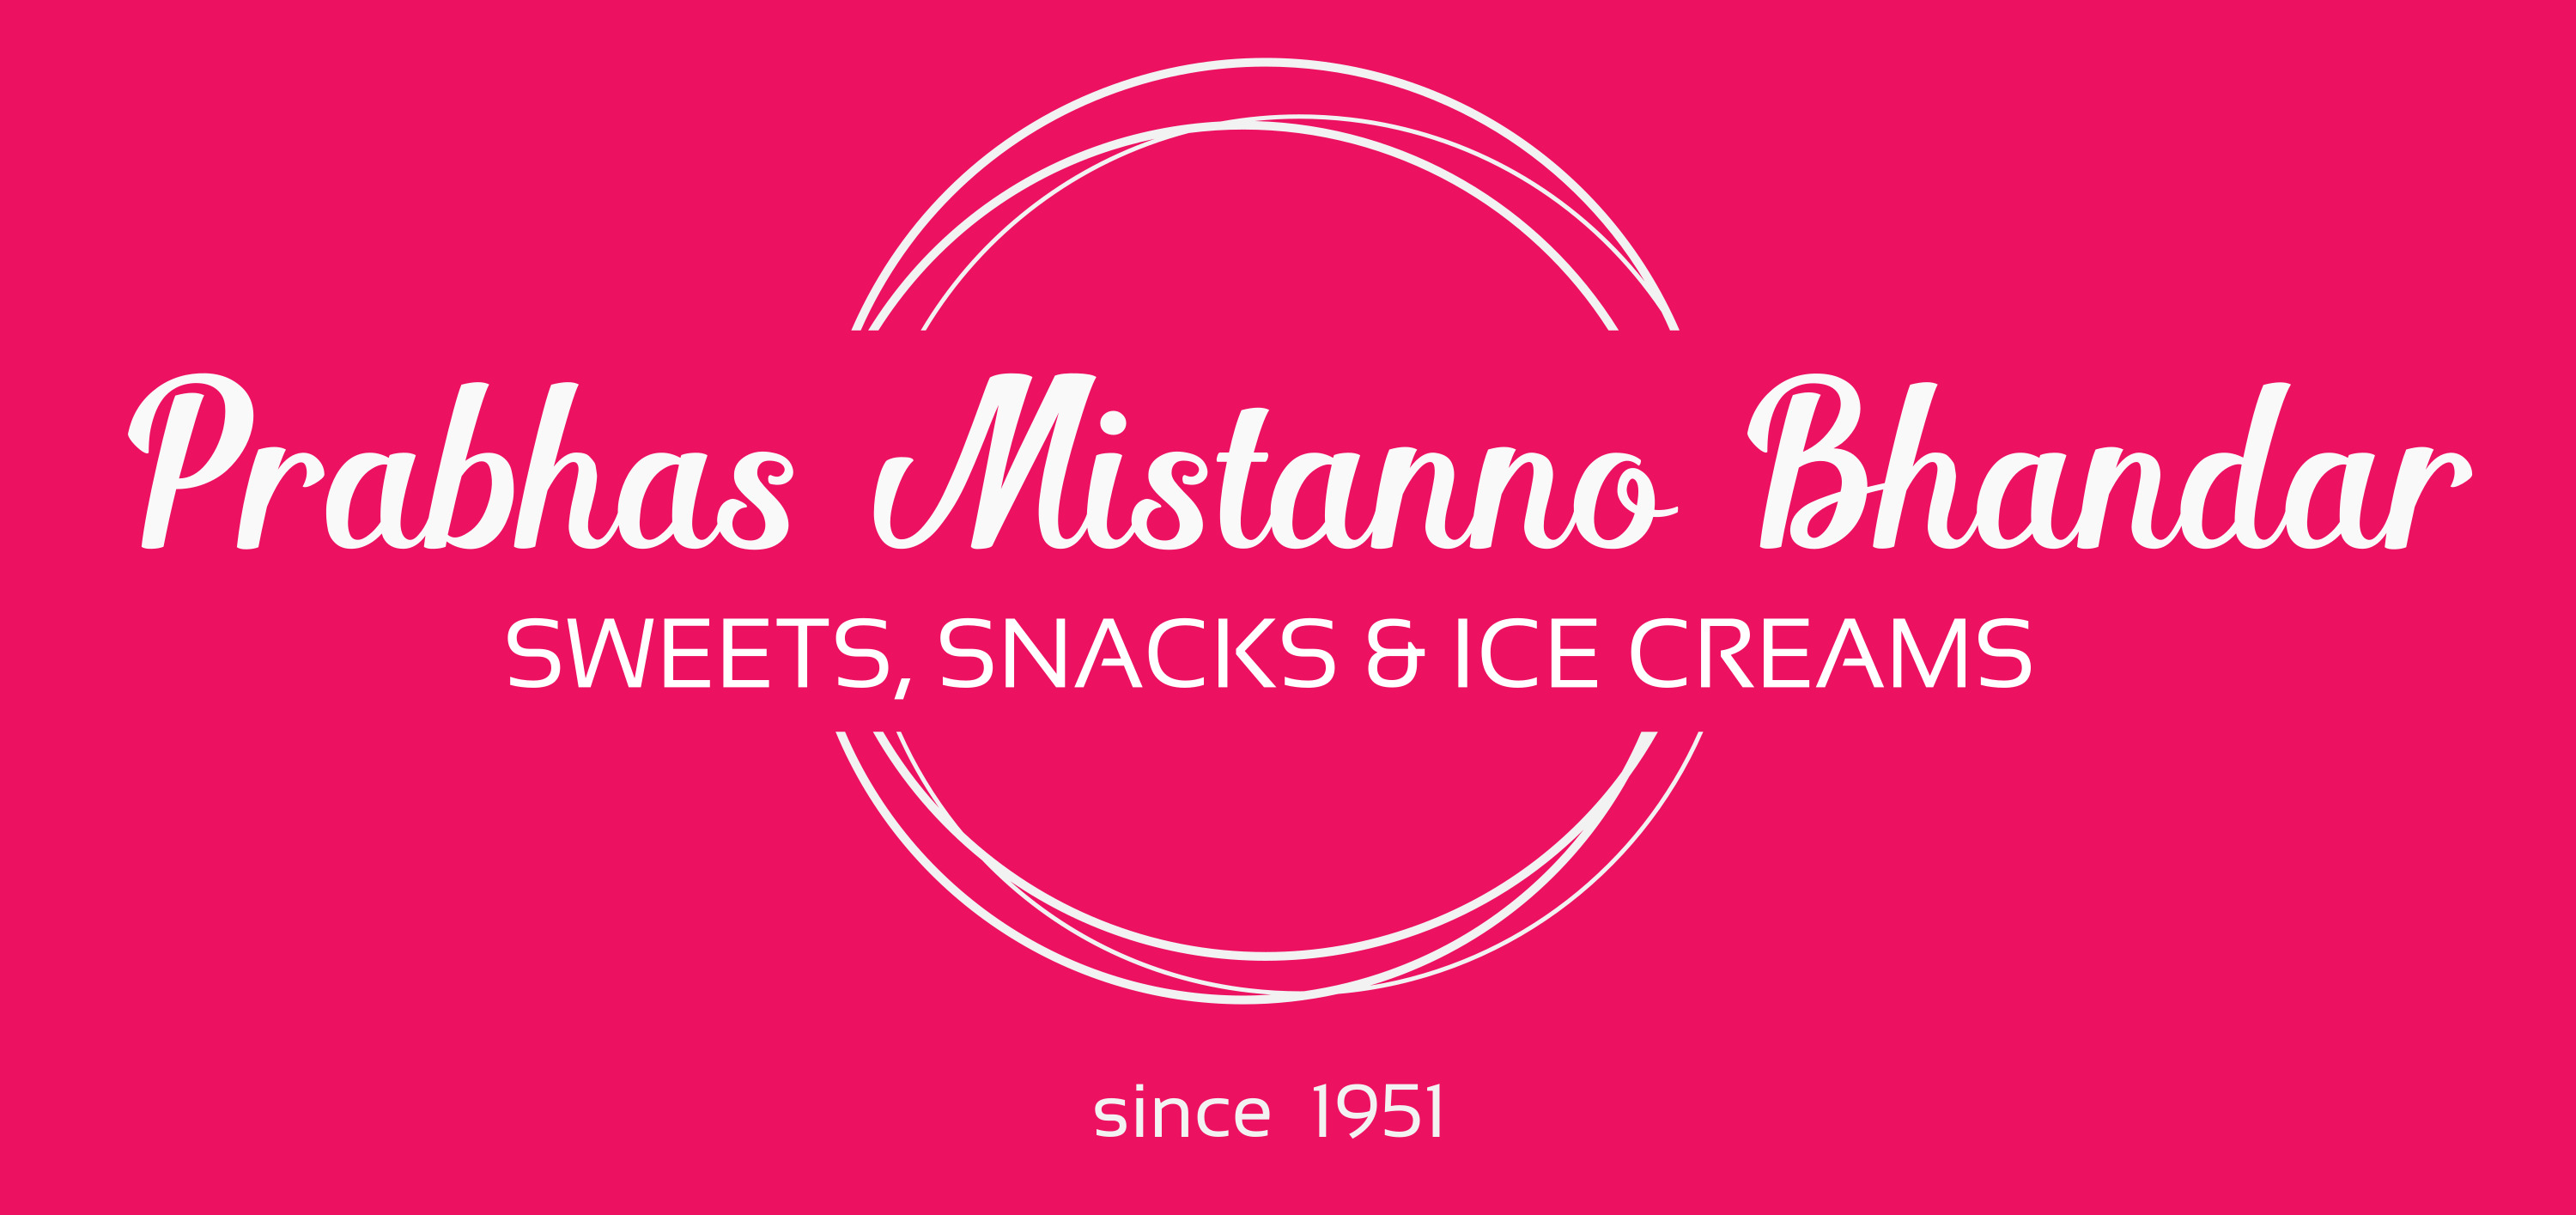 Prabhas Mistanno Bhandar
SWEETS, SNACKS & ICE CREAMS
since 1951